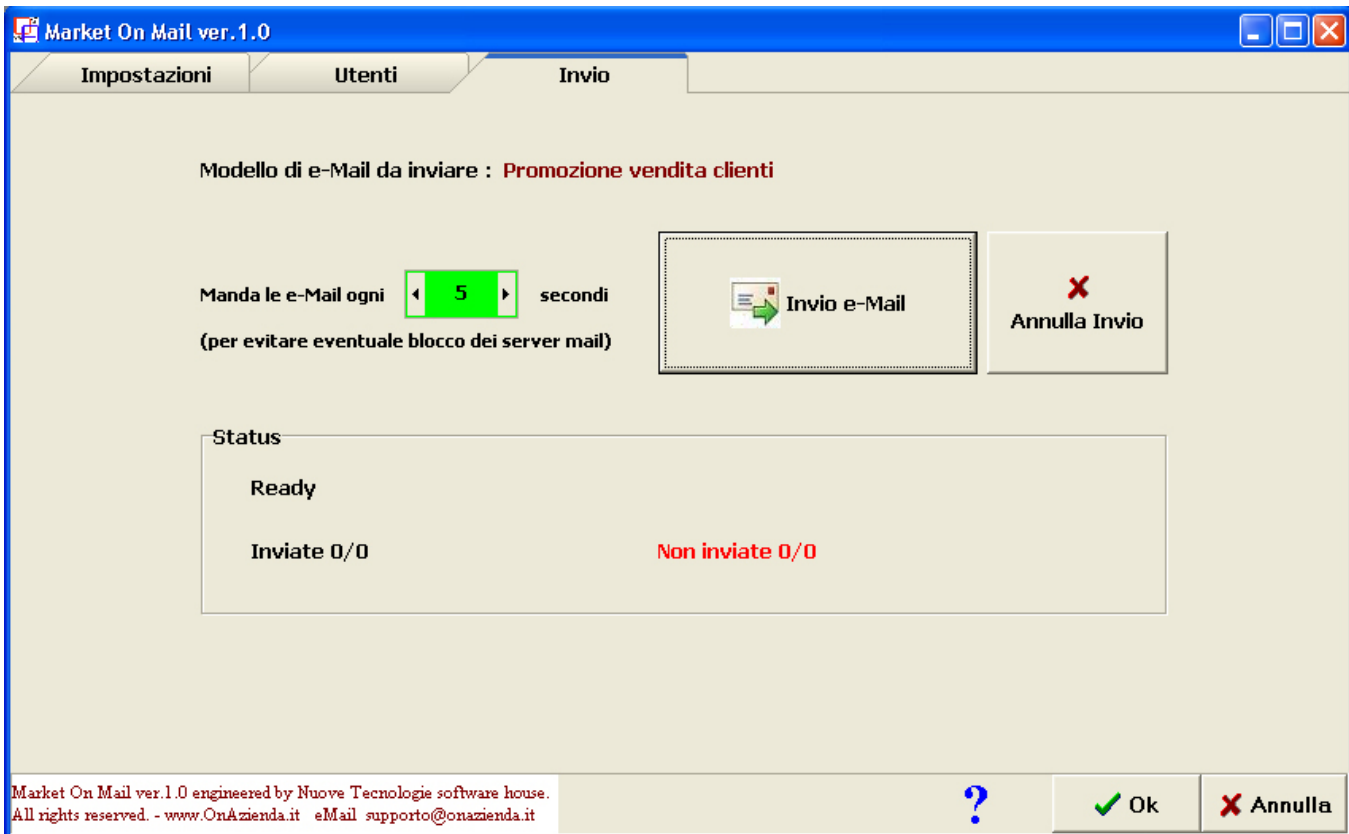 Market On Mail ver.1.0
Impostazioni Utenti Invio
Modello di e-Mail da inviare : Promozione vendita clienti
Manda le e-Mail ogni 5 secondi
(per evitare eventuale blocco dei server mail)
Invio e-Mail
Annulla Invio
Status
Ready
Inviate 0/0 Non inviate 0/0
Market On Mail ver.1.0 engineered by Nuove Tecnologie software house.
All rights reserved. - www.OnAzienda.it eMail supporto@onazienda.it
?
Ok
Annulla